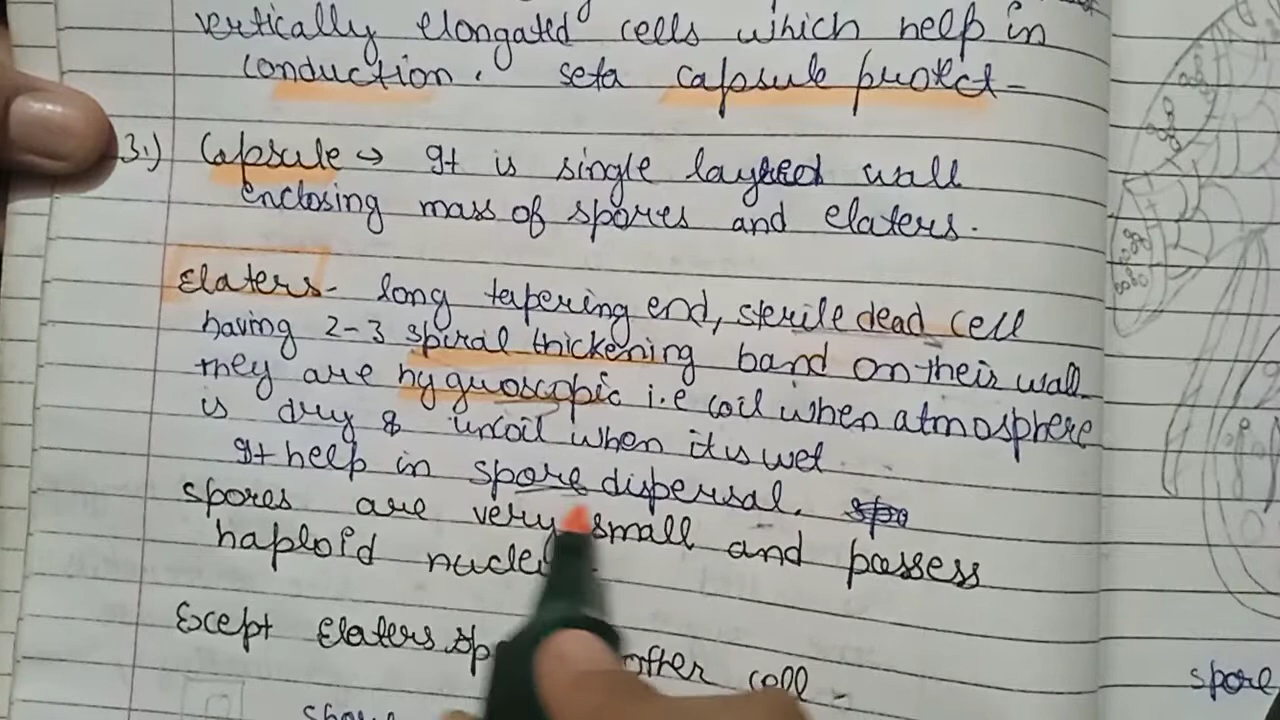 vertically elongated cells which help in
conduction. seta capsule protect-
3.) Capsule → It is single layered wall
enclosing mass of spores and elaters.
Elaters- long tapering end, sterile dead cell
having 2-3 spiral thickening band on their wall
they are hygroscopic i.e coil when atmosphere
is dry & uncoil when it is wet
It help in spore dispersal.
spores are very small and possess
haploid
Except Elaters other cell -
spore